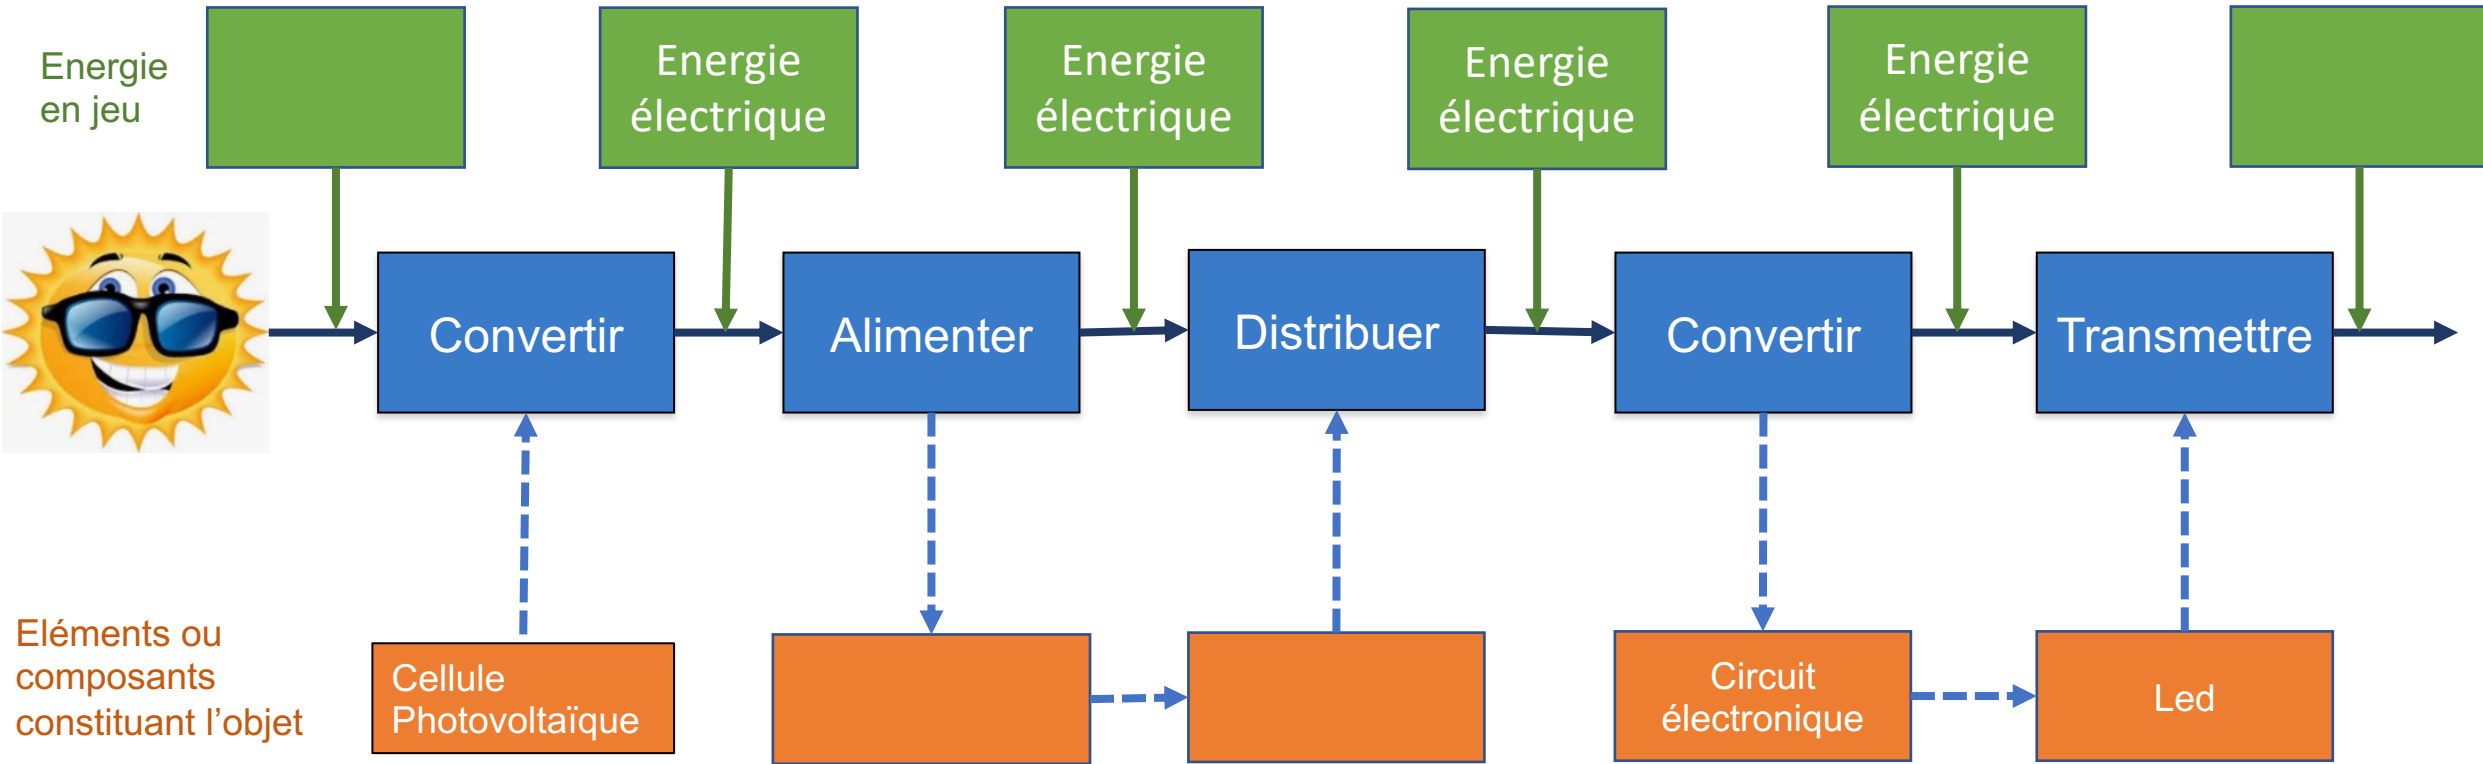 Energie
en jeu
Energie
électrique
Energie
électrique
Energie
électrique
Energie
électrique
Convertir
Alimenter
Distribuer
Convertir
Transmettre
Eléments ou
composants
constituant l’objet
Cellule
Photovoltaïque
Circuit
électronique
Led